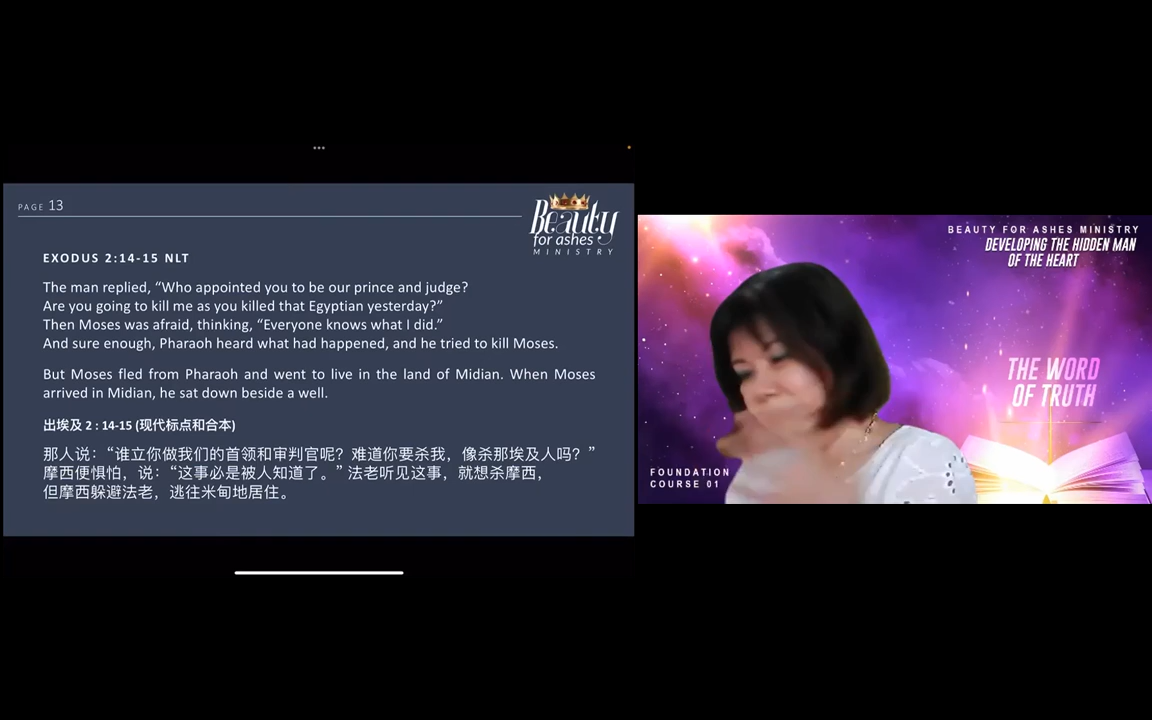 PAGE 13
Beauty
for ashes
MINISTRY
EXODUS 2:14-15 NLT
The man replied, “Who appointed you to be our prince and judge?
Are you going to kill me as you killed that Egyptian yesterday?”
Then Moses was afraid, thinking, “Everyone knows what I did.”
And sure enough, Pharaoh heard what had happened, and he tried to kill Moses.
But Moses fled from Pharaoh and went to live in the land of Midian. When Moses
arrived in Midian, he sat down beside a well.
出埃及 2 : 14-15 (现代标点和合本)
那人说：“谁立你做我们的首领和审判官呢？难道你要杀我，像杀那埃及人吗？”
摩西便惧怕，说：“这事必是被人知道了。”法老听见这事，就想杀摩西，
但摩西躲避法老，逃往米甸地居住。
BEAUTY FOR ASHES MINISTRY
DEVELOPING THE HIDDEN MAN
OF THE HEART
THE WORD
OF TRUTH
FOUNDATION
COURSE 01